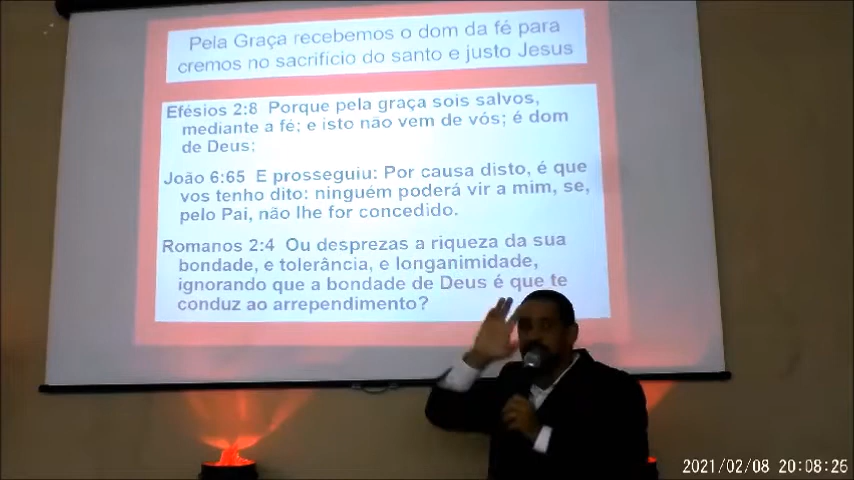 Pela GRAÇA recebemos o dom da fé para
cremos no sacrifício do santo e justo Jesus.
Efésios 2:8 Porque pela graça sois salvos,
mediante a fé; e isto não vem de vós; é dom
de Deus;
João 6:65 E prosseguiu: Por causa disto, é que
vos tenho dito: ninguém poderá vir a mim, se,
pelo Pai, não lhe for concedido.
Romanos 2:4 Ou desprezas a riqueza da sua
bondade, e tolerância, e longanimidade,
ignorando que a bondade de Deus é que te
conduz ao arrependimento?
2021/02/08 20:08:26